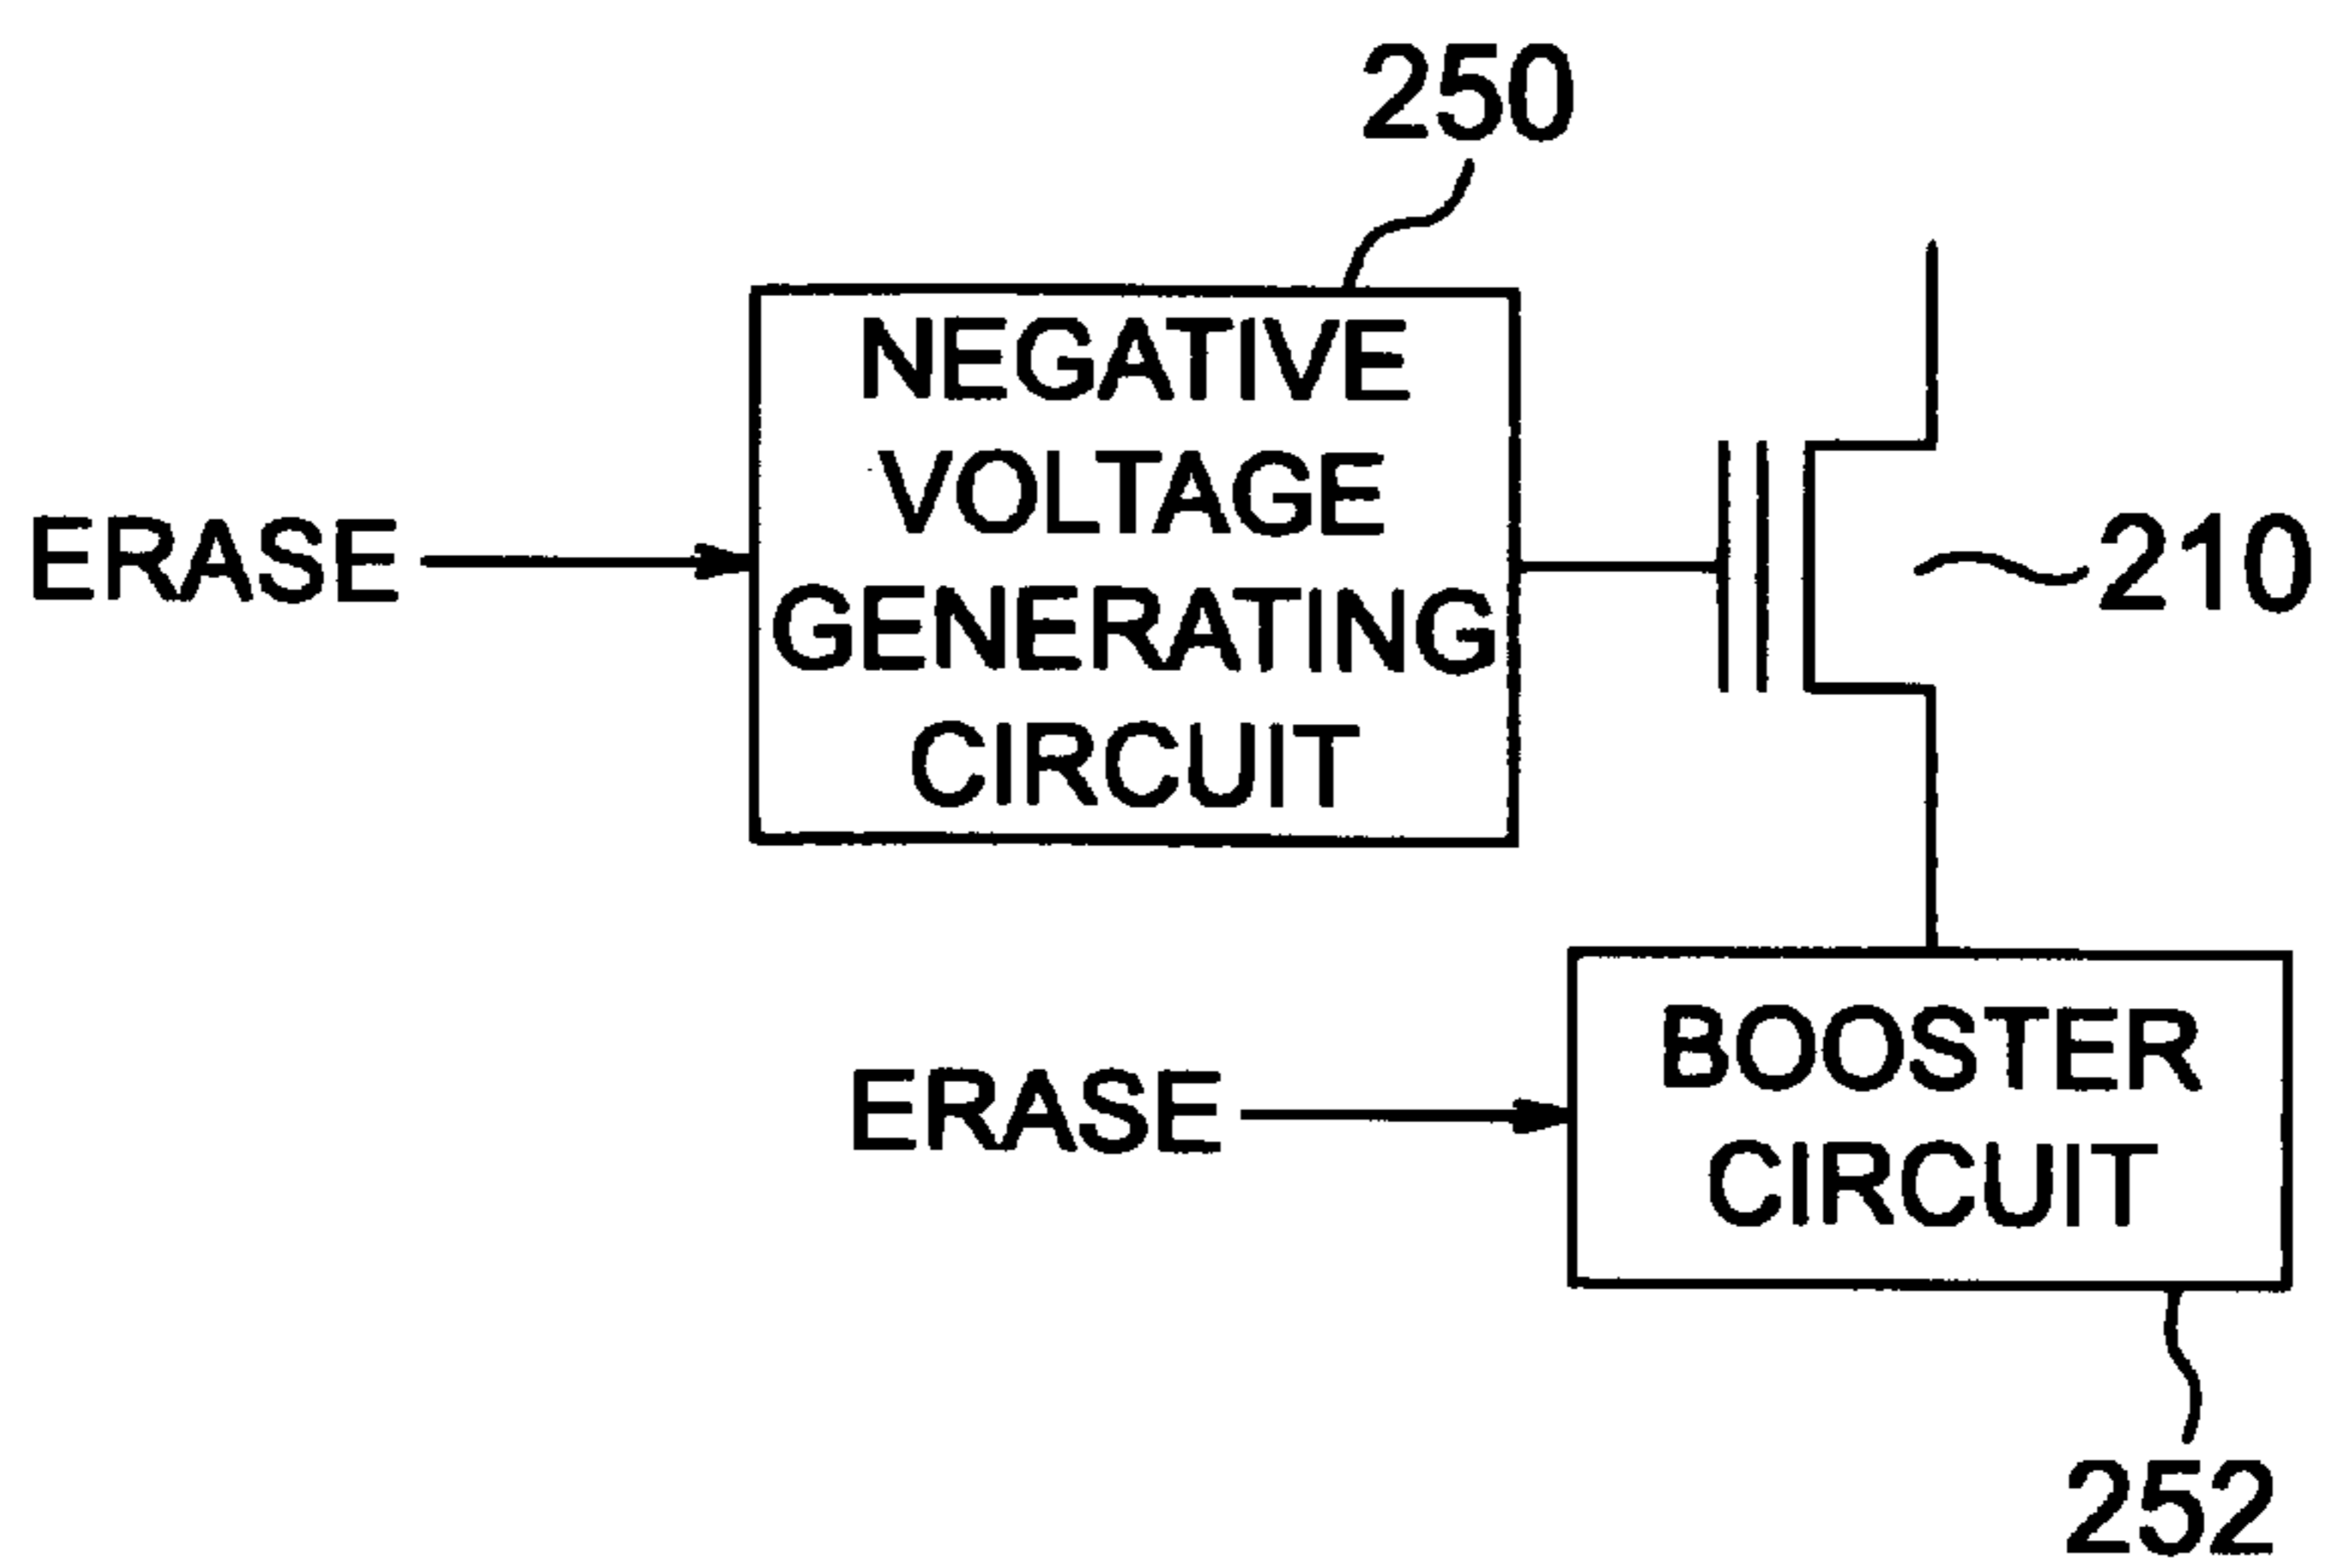 250
NEGATIVE
VOLTAGE
GENERATING
CIRCUIT
ERASE
210
BOOSTER
CIRCUIT
ERASE
252